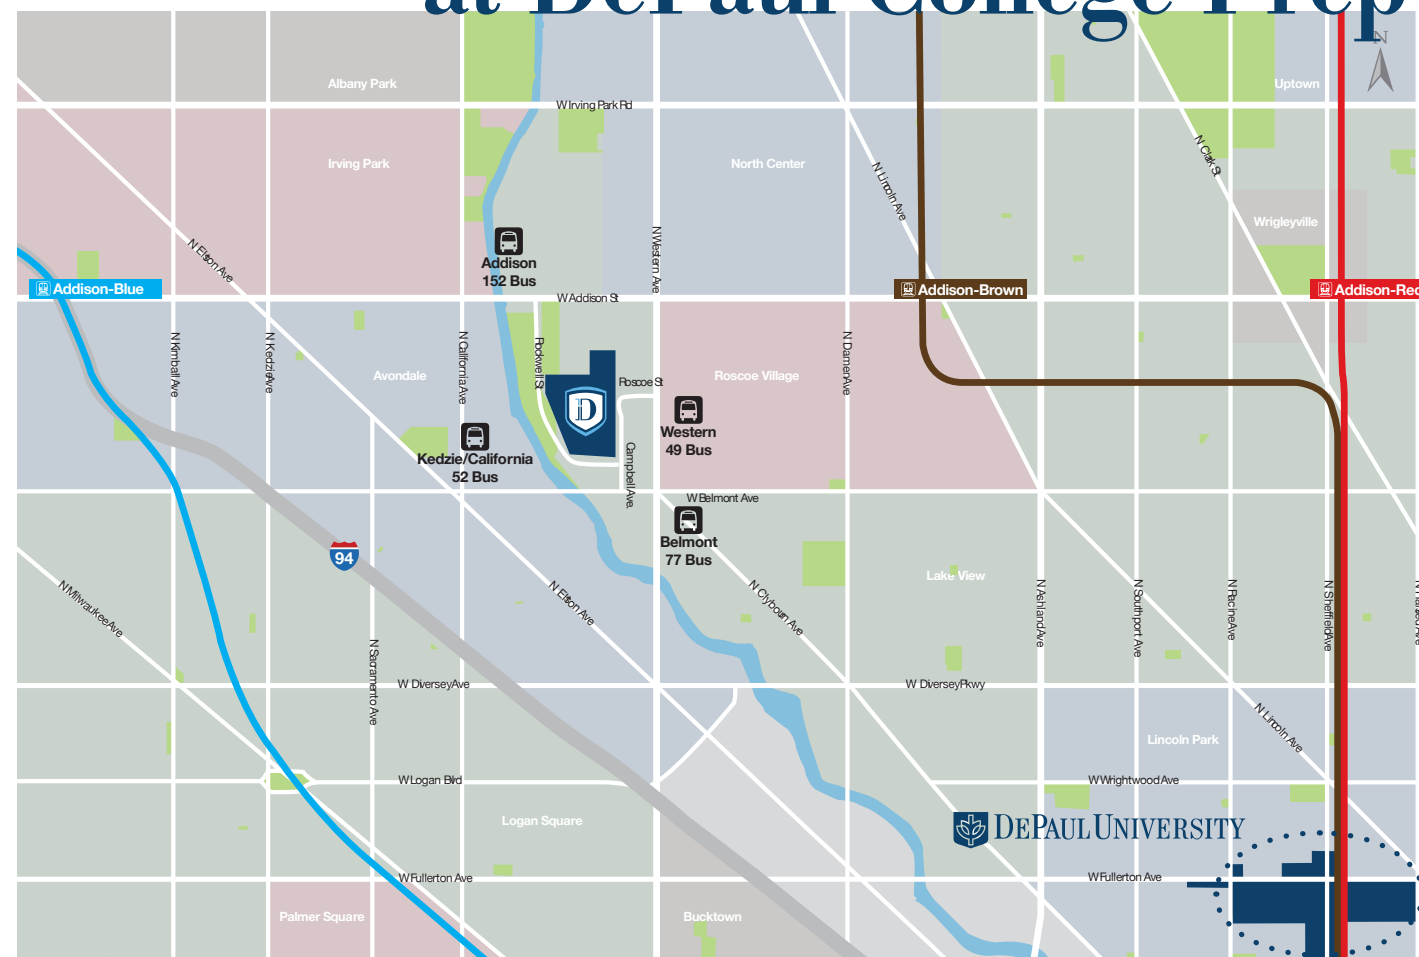 at DePaul College Prep
N
Albany Park
Uptown
W Irving Park Rd
Irving Park
North Center
N Lincoln Ave
N Clark St
Wrigleyville
N Elston Ave
N Western Ave
Addison
152 Bus
Addison-Blue
W Addison St
Addison-Brown
Addison-Red
N Kimball Ave
N Kedzie Ave
Avondale
N California Ave
Rockwell St
Roscoe St
D
Roscoe Village
N Damen Ave
Western
49 Bus
Kedzie/California
52 Bus
Campbell Ave.
W Belmont Ave
Belmont
77 Bus
94
Lake View
N Milwaukee Ave
N Elston Ave
N Clybourn Ave
N Ashland Ave
N Southport Ave
N Racine Ave
N Sheffield Ave
N Sacramento Ave
W Diversey Ave
W Diversey Pkwy
N Lincoln Ave
Lincoln Park
W Logan Blvd
W Wrightwood Ave
Logan Square
DEPAUL UNIVERSITY
W Fullerton Ave
W Fullerton Ave
Palmer Square
Bucktown